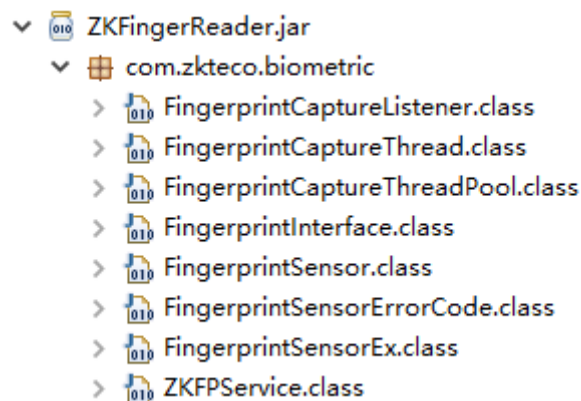 ZKFingerReader.jar
com.zkteco.biometric
FingerprintCaptureListener.class
FingerprintCaptureThread.class
FingerprintCaptureThreadPool.class
FingerprintInterface.class
FingerprintSensor.class
FingerprintSensorErrorCode.class
FingerprintSensorEx.class
ZKFPService.class